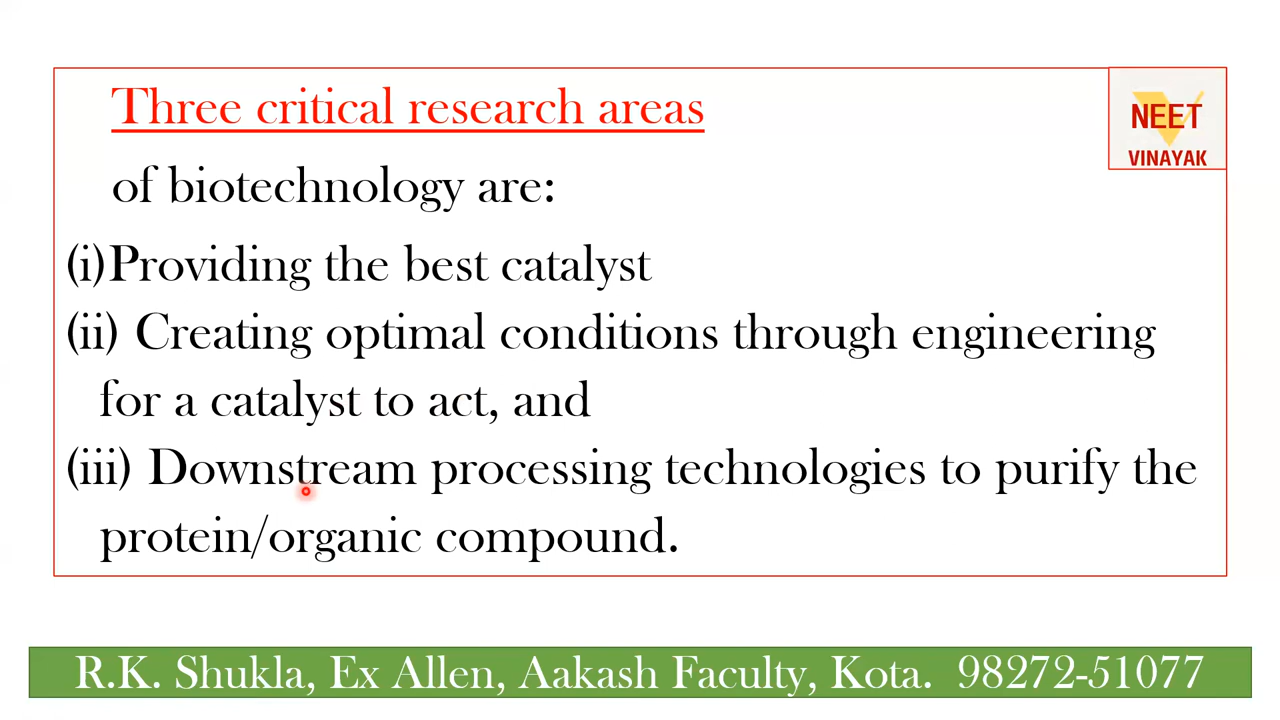 Three critical research areas
NEET
VINAYAK
of biotechnology are:
(i)Providing the best catalyst
(ii) Creating optimal conditions through engineering
for a catalyst to act, and
(iii) Downstream processing technologies to purify the
protein/organic compound.
R.K. Shukla, Ex Allen, Aakash Faculty, Kota. 98272-51077